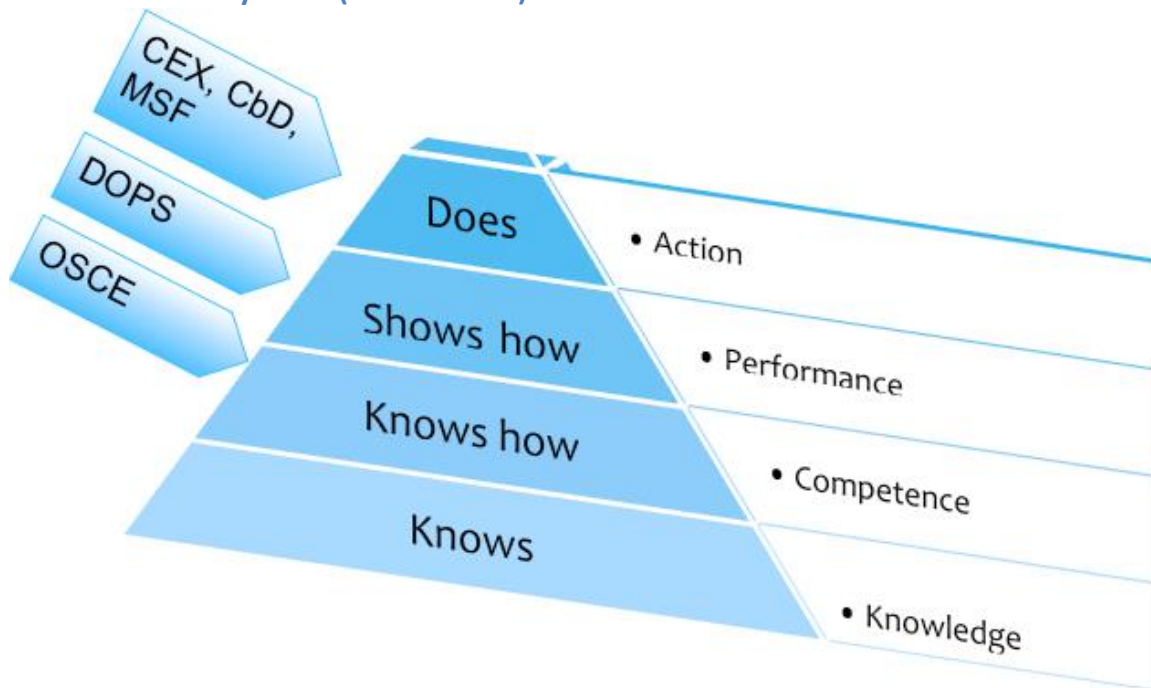 CEX, CbD,
MSF
DOPS
OSCE
Does
• Action
Shows how
• Performance
Knows how
• Competence
Knows
• Knowledge